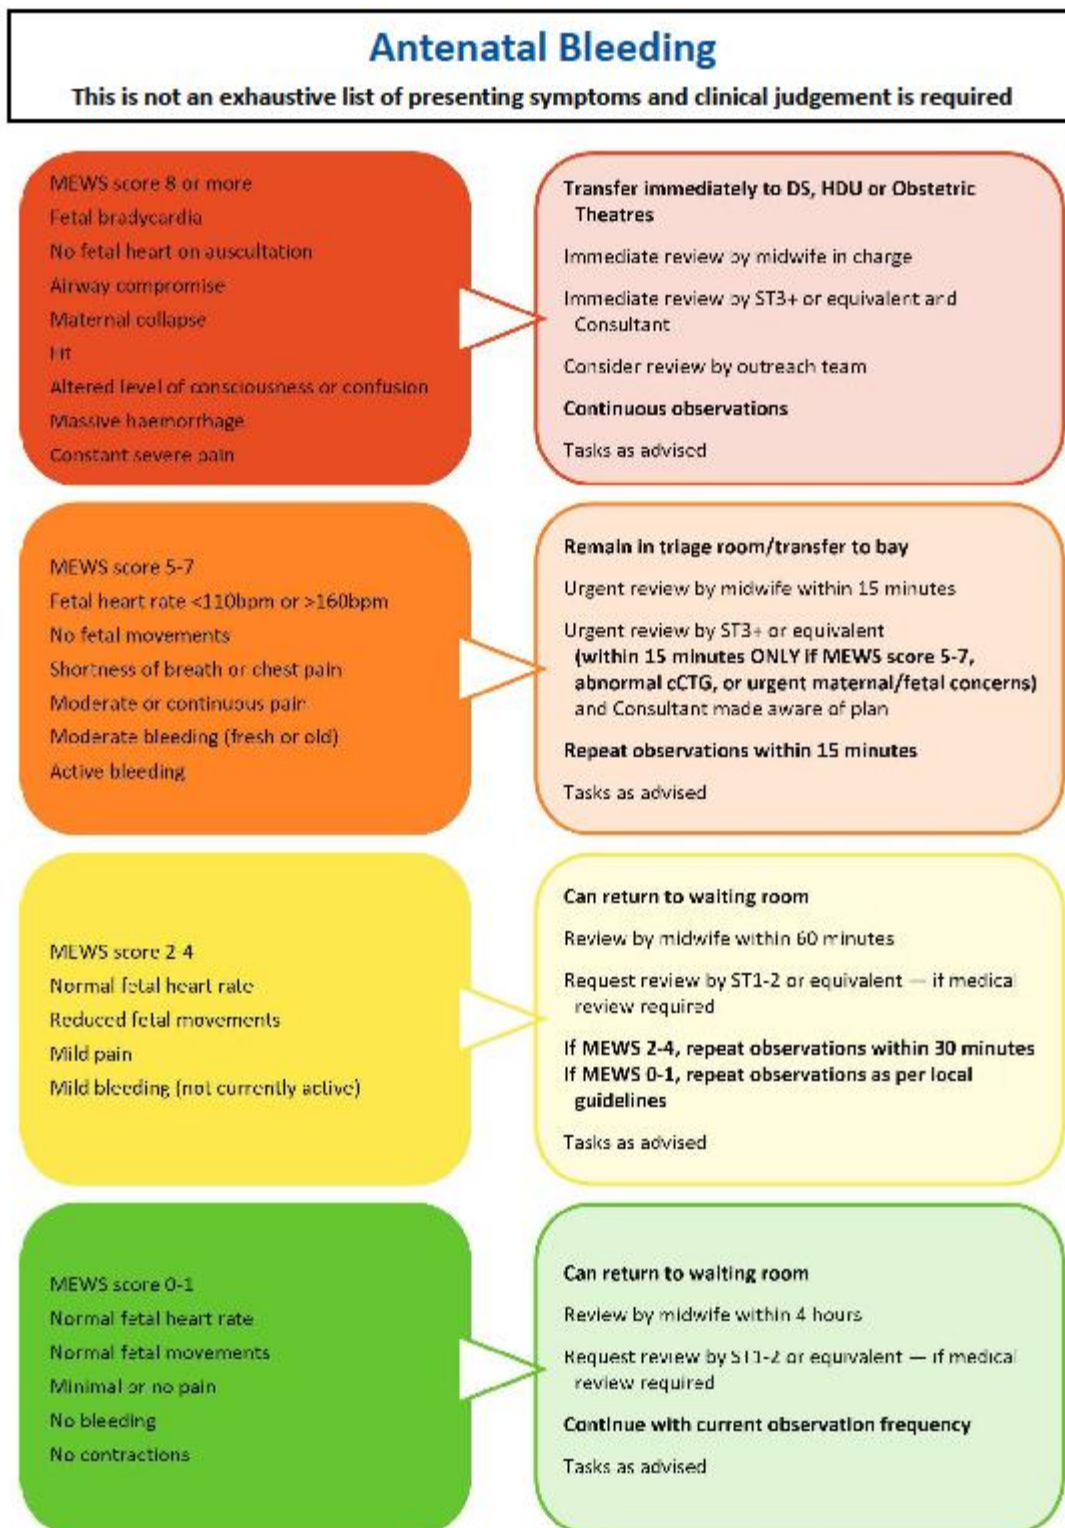 Antenatal Bleeding
This is not an exhaustive list of presenting symptoms and clinical judgement is required
MEWS score 8 or more
Fetal bradycardia
No fetal heart on auscultation
Airway compromise
Maternal collapse
Fit
Altered level of consciousness or confusion
Massive haemorrhage
Constant severe pain
Transfer immediately to DS, HDU or Obstetric
Theatres
Immediate review by midwife in charge
Immediate review by ST3+ or equivalent and
Consultant
Consider review by outreach team
Continuous observations
Tasks as advised
MEWS score 5-7
Fetal heart rate <110bpm or >160bpm
No fetal movements
Shortness of breath or chest pain
Moderate or continuous pain
Moderate bleeding (fresh or old)
Active bleeding
Remain in triage room/transfer to bay
Urgent review by midwife within 15 minutes
Urgent review by ST3+ or equivalent
(within 15 minutes ONLY if MEWS score 5-7,
abnormal cCTG, or urgent maternal/fetal concerns)
and Consultant made aware of plan
Repeat observations within 15 minutes
Tasks as advised
MEWS score 2-4
Normal fetal heart rate
Reduced fetal movements
Mild pain
Mild bleeding (not currently active)
Can return to waiting room
Review by midwife within 60 minutes
Request review by ST1-2 or equivalent — if medical
review required
If MEWS 2-4, repeat observations within 30 minutes
If MEWS 0-1, repeat observations as per local
guidelines
Tasks as advised
MEWS score 0-1
Normal fetal heart rate
Normal fetal movements
Minimal or no pain
No bleeding
No contractions
Can return to waiting room
Review by midwife within 4 hours
Request review by ST1-2 or equivalent — if medical
review required
Continue with current observation frequency
Tasks as advised